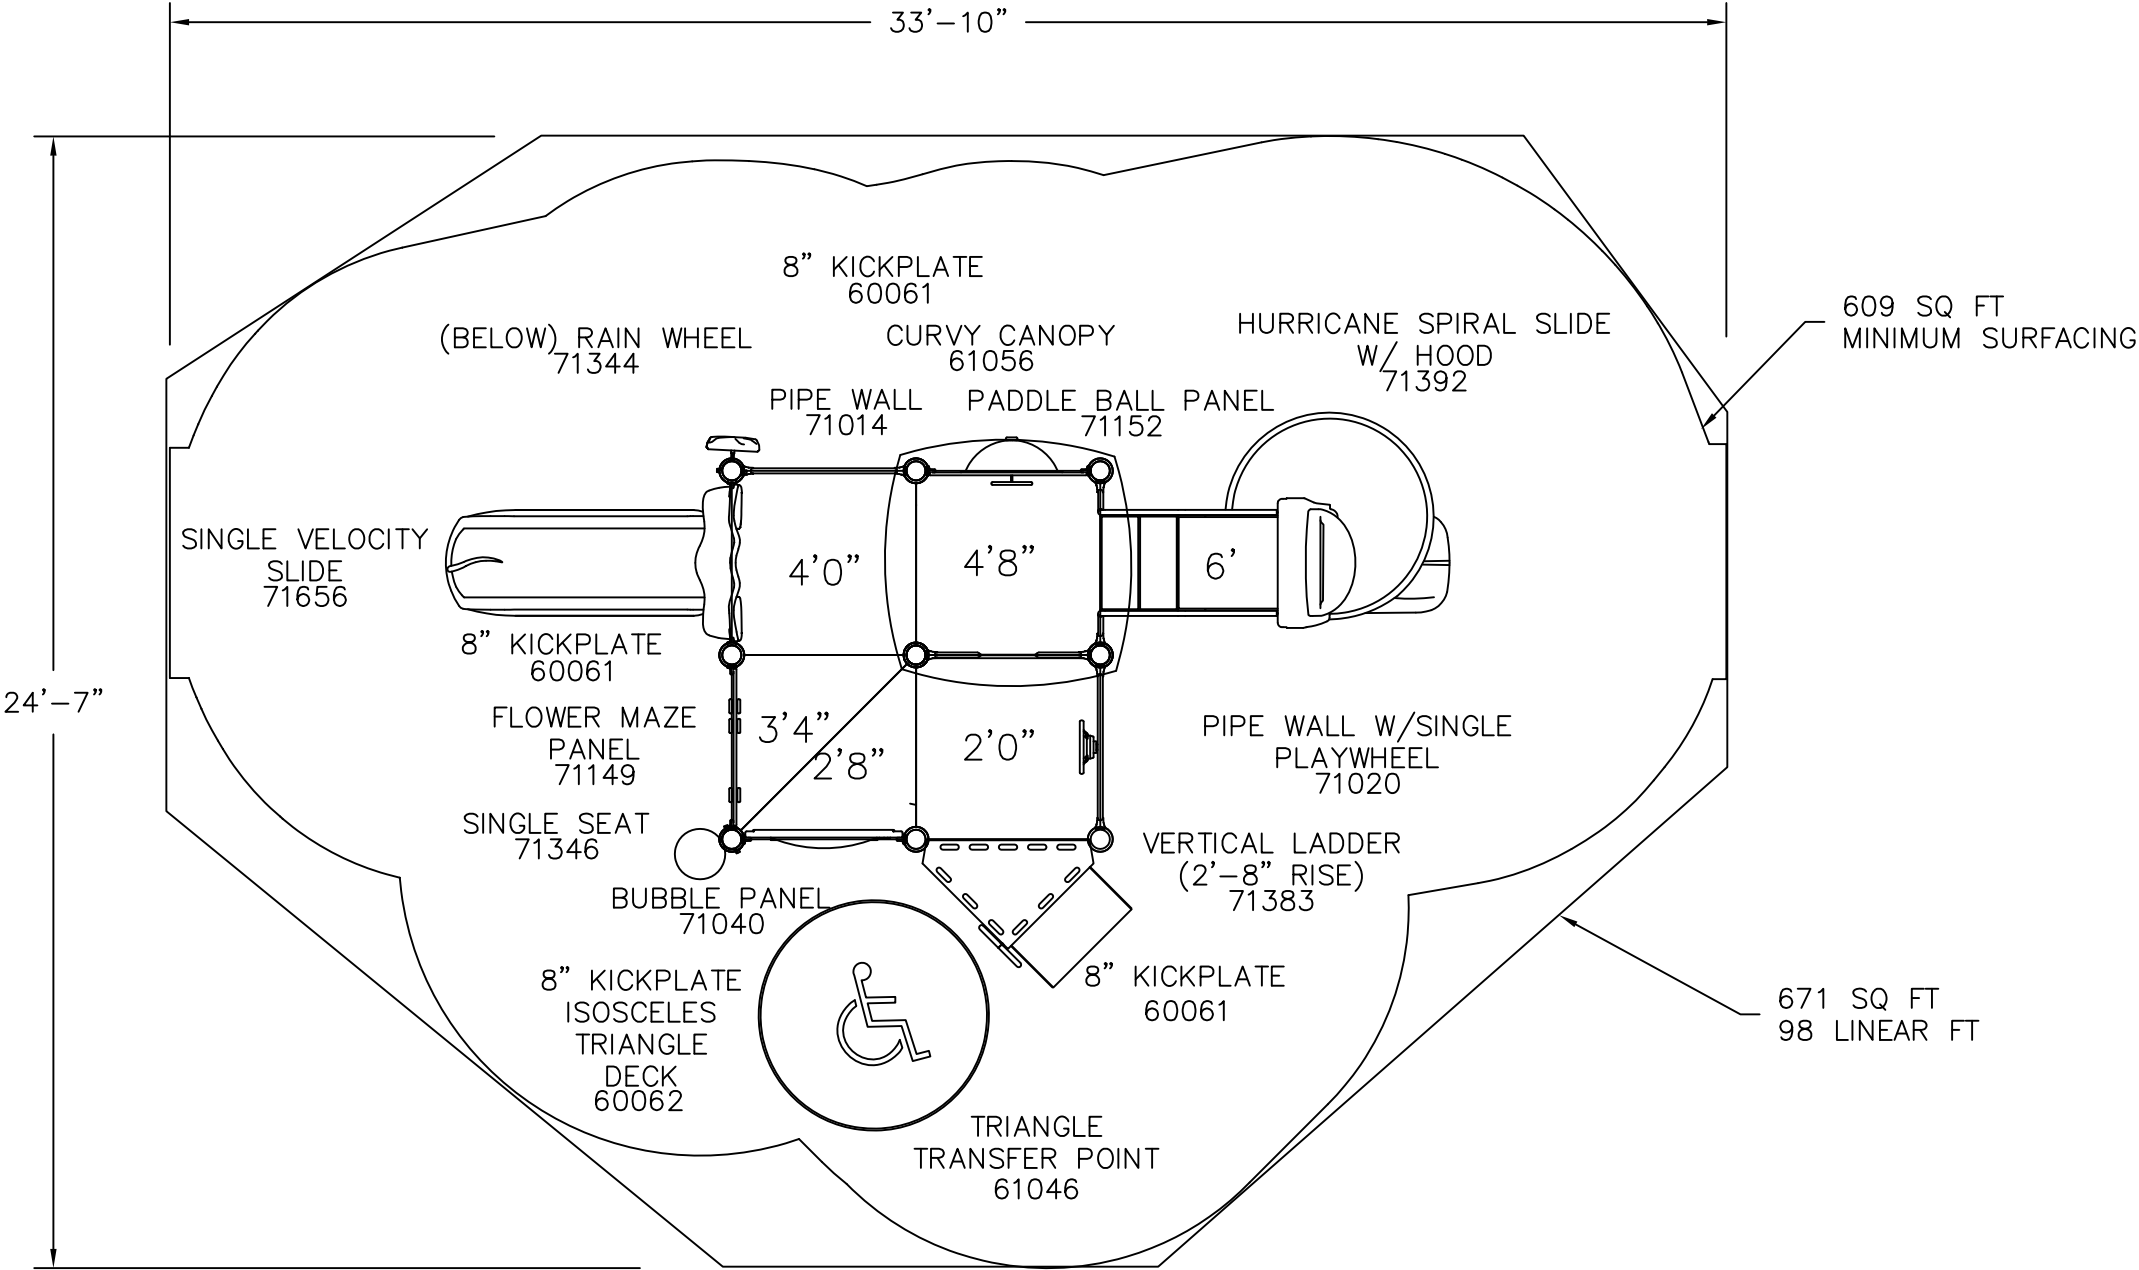 33'-10"
8" KICKPLATE
60061
(BELOW) RAIN WHEEL
71344
CURVY CANOPY
61056
HURRICANE SPIRAL SLIDE
W/ HOOD
71392
609 SQ FT
MINIMUM SURFACING
PIPE WALL
71014
PADDLE BALL PANEL
71152
SINGLE VELOCITY
SLIDE
71656
4'0"
4'8"
6'
8" KICKPLATE
60061
24'-7"
FLOWER MAZE
PANEL
71149
3'4"
2'8"
2'0"
PIPE WALL W/SINGLE
PLAYWHEEL
71020
SINGLE SEAT
71346
VERTICAL LADDER
(2'-8" RISE)
71383
BUBBLE PANEL
71040
8" KICKPLATE
ISOSCELES
TRIANGLE
DECK
60062
8" KICKPLATE
60061
671 SQ FT
98 LINEAR FT
TRIANGLE
TRANSFER POINT
61046